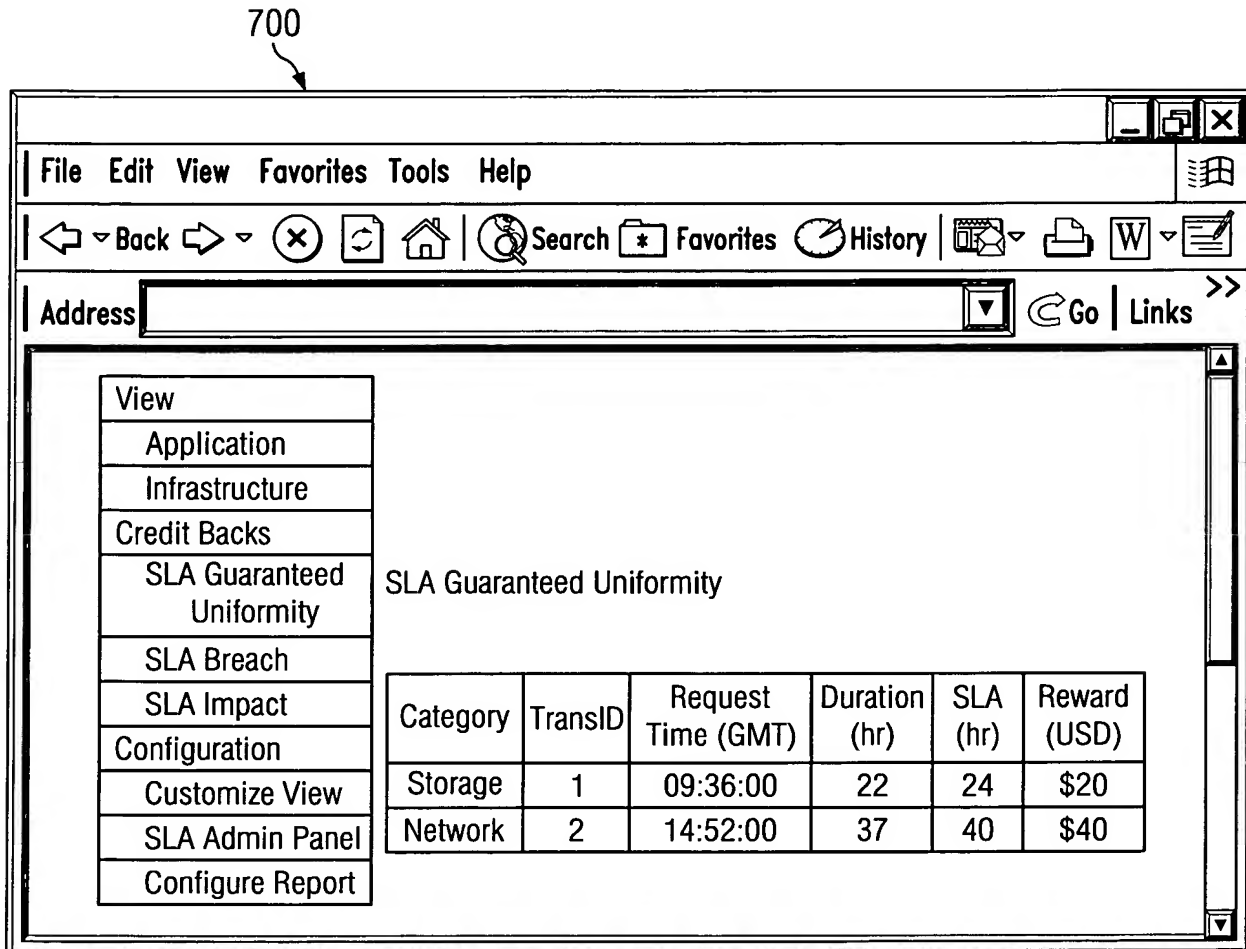 700
File Edit View Favorites Tools Help
Back Search * Favorites History W
Address Go Links >>
View
Application
Infrastructure
Credit Backs
SLA Guaranteed
Uniformity
SLA Breach
SLA Impact
Configuration
Customize View
SLA Admin Panel
Configure Report
SLA Guaranteed Uniformity
Category TransID Request Time (GMT) Duration (hr) SLA (hr) Reward (USD)
Storage 1 09:36:00 22 24 $20
Network 2 14:52:00 37 40 $40